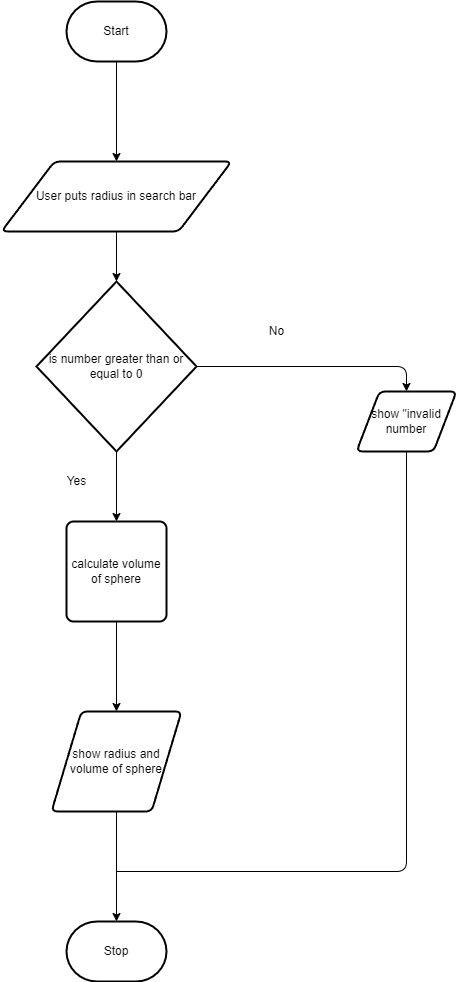 Start
User puts radius in search bar
is number greater than or
equal to 0
No
show "invalid
number
Yes
calculate volume
of sphere
show radius and
volume of sphere
Stop